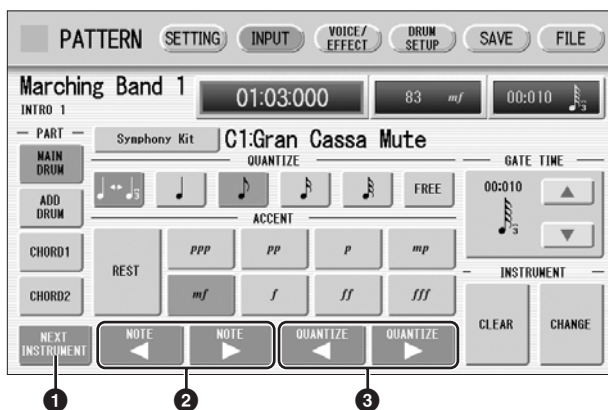 PATTERN SETTING INPUT VOICE/ EFFECT DRUM SETUP SAVE FILE
Marching Band 1
INTRO 1
01:03:000
83 mf
00:010
3
PART
Symphony Kit
C1:Gran Cassa Mute
MAIN DRUM
QUANTIZE
GATE TIME
3
FREE
00:010
3
ADD DRUM
ACCENT
CHORD1
REST
ppp pp p mp
INSTRUMENT
CHORD2
mf f ff fff
CLEAR
CHANGE
NEXT INSTRUMENT
NOTE
NOTE
QUANTIZE
QUANTIZE
1 2 3